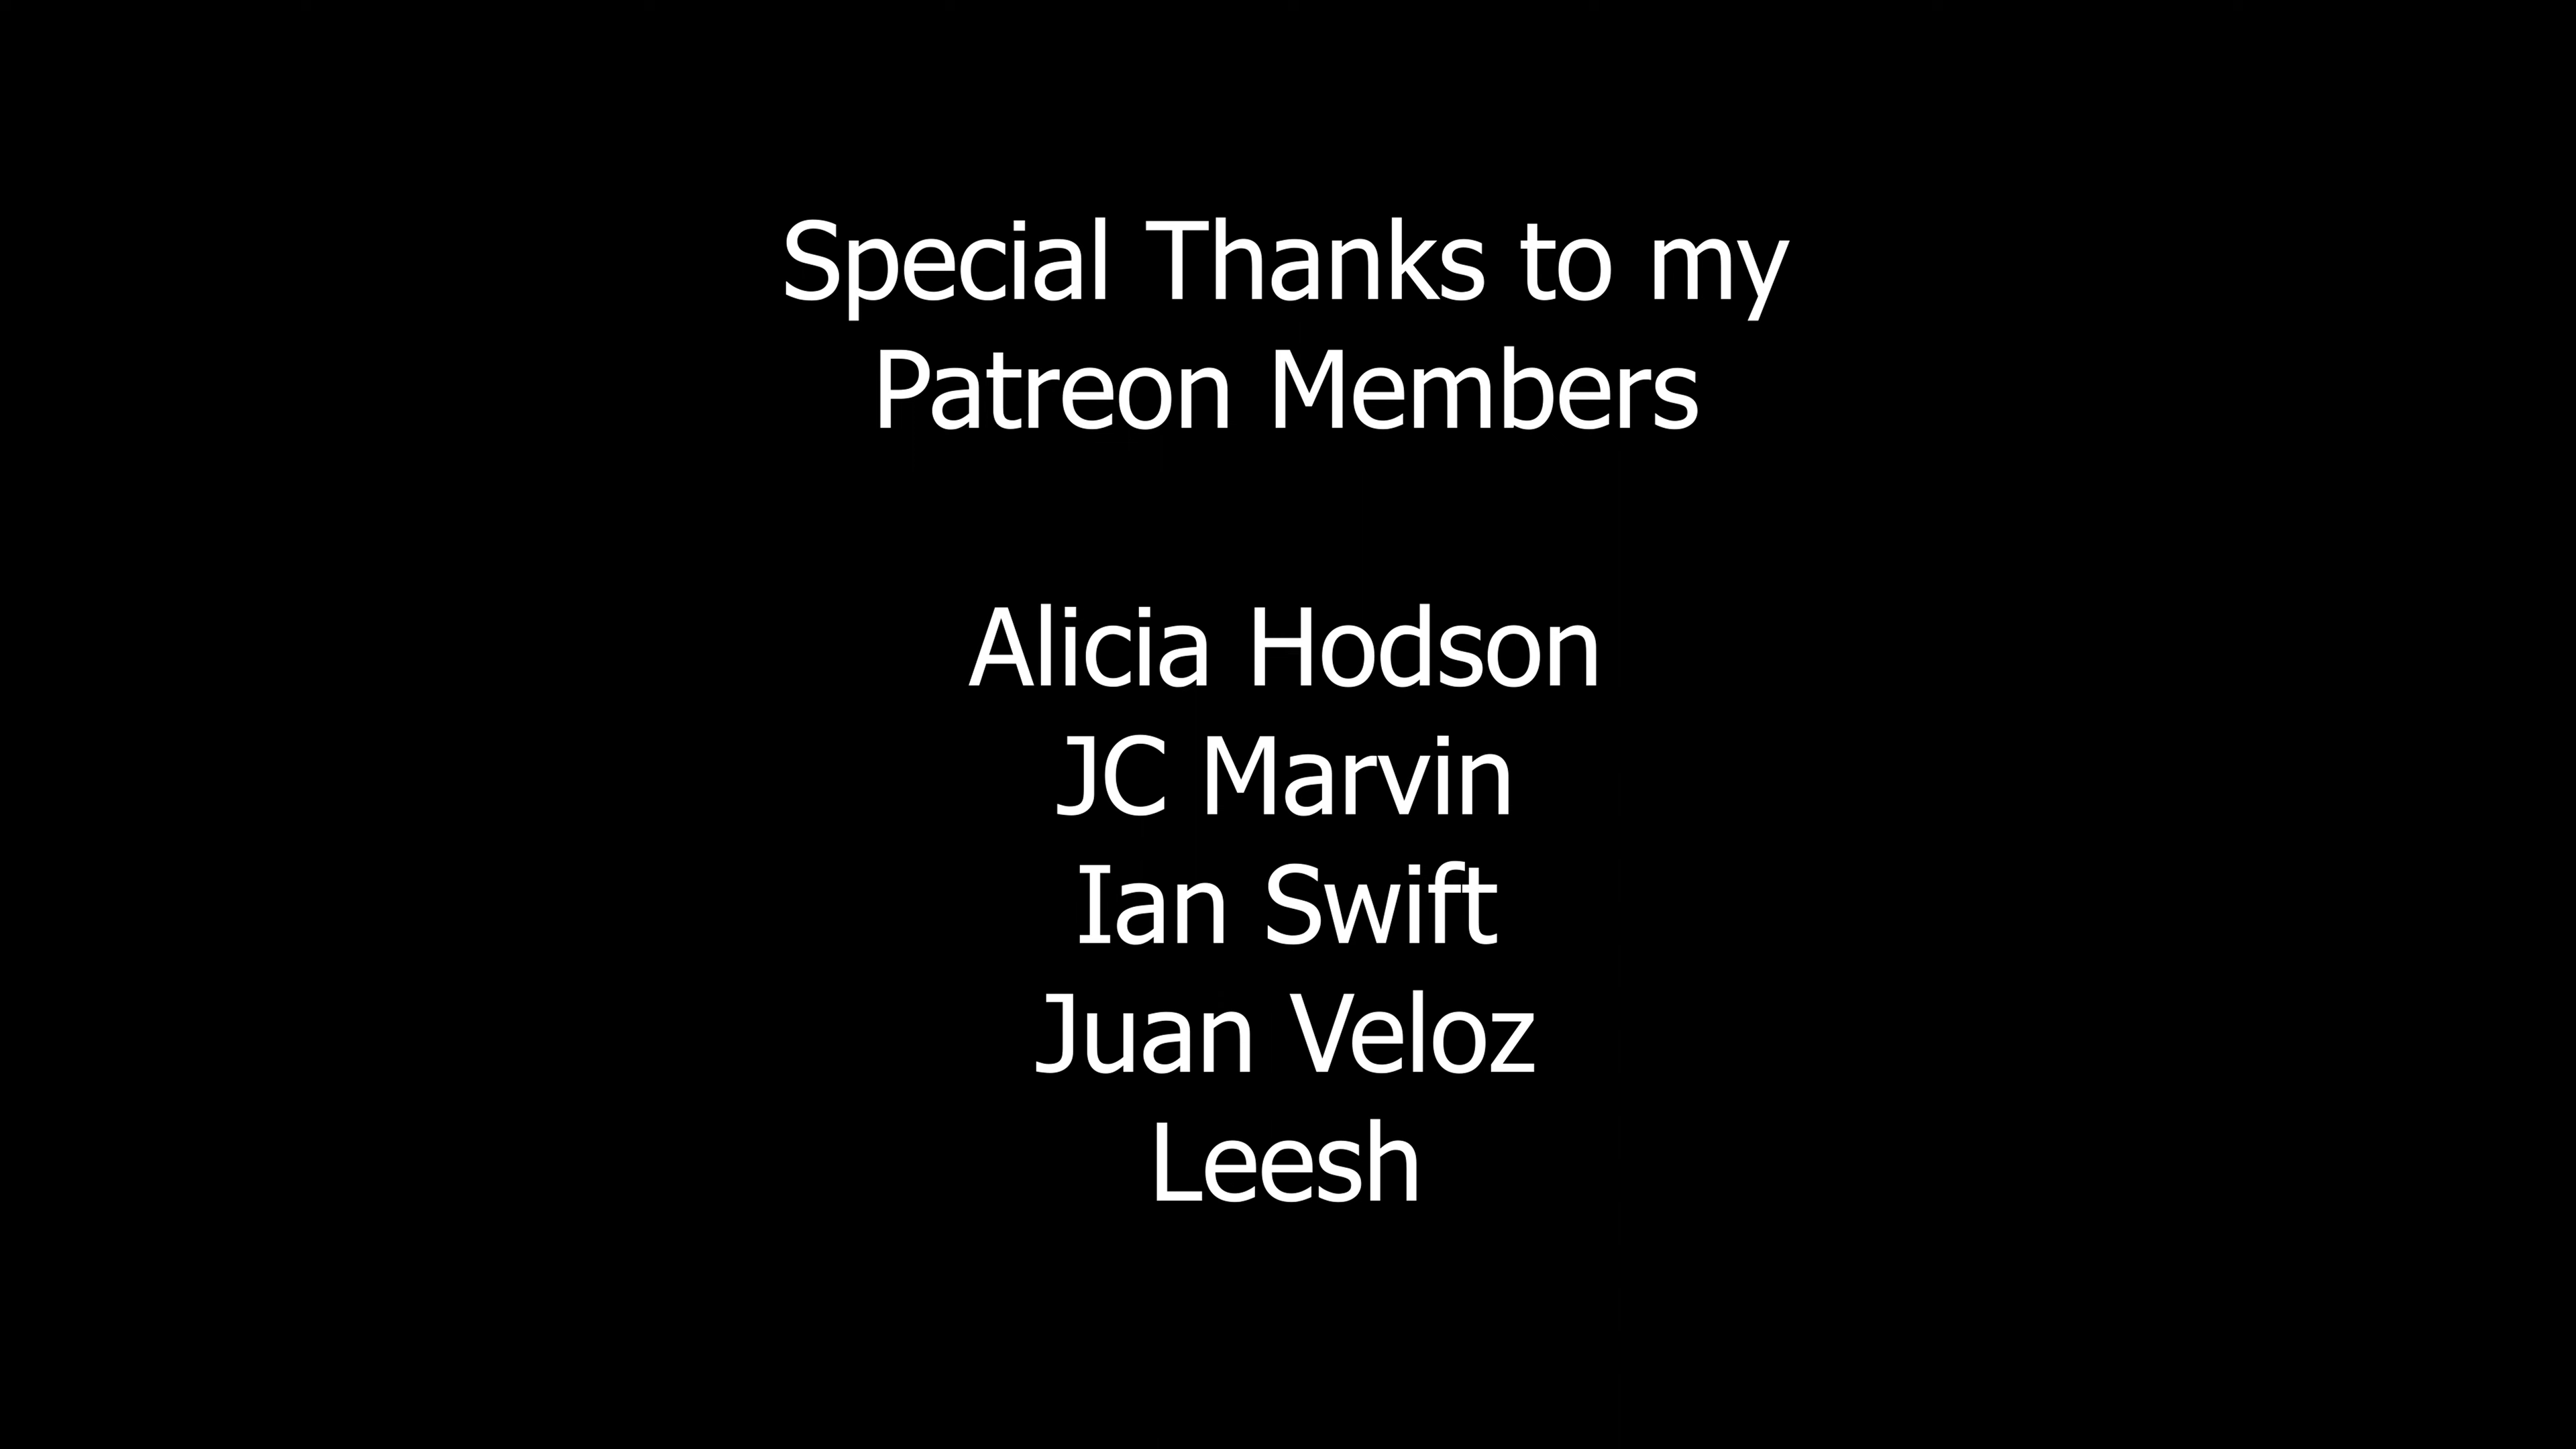 Special Thanks to my
Patreon Members
Alicia Hodson
JC Marvin
Ian Swift
Juan Veloz
Leesh